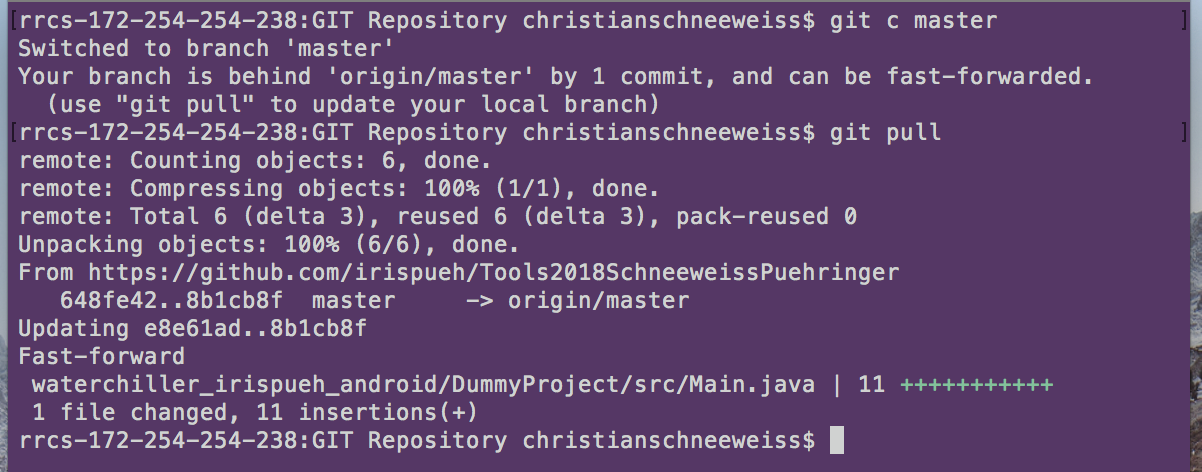 [rrcs-172-254-254-238:GIT Repository christianschneeweiss$ git c master ]
Switched to branch 'master'
Your branch is behind 'origin/master' by 1 commit, and can be fast-forwarded.
  (use "git pull" to update your local branch)
[rrcs-172-254-254-238:GIT Repository christianschneeweiss$ git pull ]
remote: Counting objects: 6, done.
remote: Compressing objects: 100% (1/1), done.
remote: Total 6 (delta 3), reused 6 (delta 3), pack-reused 0
Unpacking objects: 100% (6/6), done.
From https://github.com/irispueh/Tools2018SchneeweissPuehringer
   648fe42..8b1cb8f  master     -> origin/master
Updating e8e61ad..8b1cb8f
Fast-forward
 waterchiller_irispueh_android/DummyProject/src/Main.java | 11 +++++++++++
 1 file changed, 11 insertions(+)
rrcs-172-254-254-238:GIT Repository christianschneeweiss$